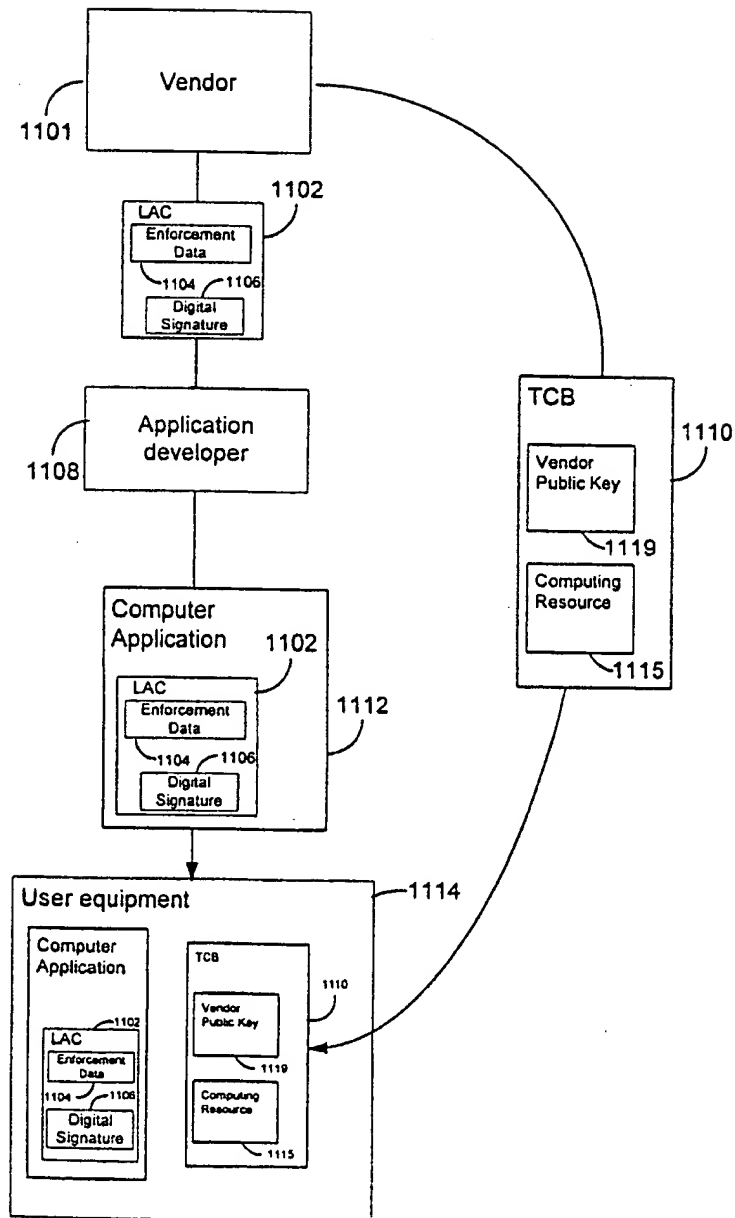 Vendor
1101
1102
LAC
Enforcement
Data
1104
1106
Digital
Signature
Application
developer
1108
TCB
1110
Vendor
Public Key
1119
Computing
Resource
1115
Computer
Application
1102
LAC
Enforcement
Data
1104
1106
Digital
Signature
1112
User equipment
1114
Computer
Application
1102
LAC
Enforcement
Data
1104
1106
Digital
Signature
TCB
1110
Vendor
Public Key
1119
Computing
Resource
1115